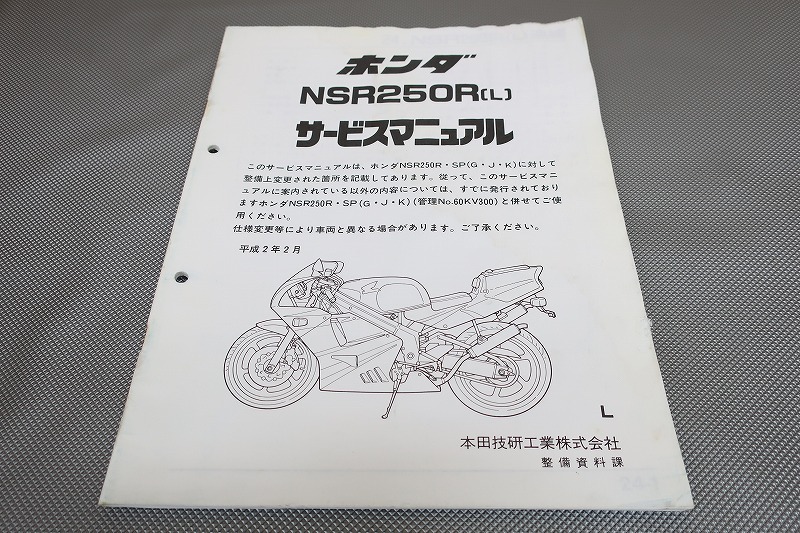 ホンダ
NSR250R(L)
サービスマニュアル
このサービスマニュアルは、ホンダNSR250R・SP(G・J・K)に対して
整備上変更された箇所を記載してあります。従って、このサービスマニ
ュアルに案内されている以外の内容については、すでに発行されており
ますホンダNSR250R・SP(G・J・K)(管理No.60KV300)と併せてご使
用ください。
仕様変更等により車両と異なる場合があります。ご了承ください。
平成2年2月
L
本田技研工業株式会社
整備資料課